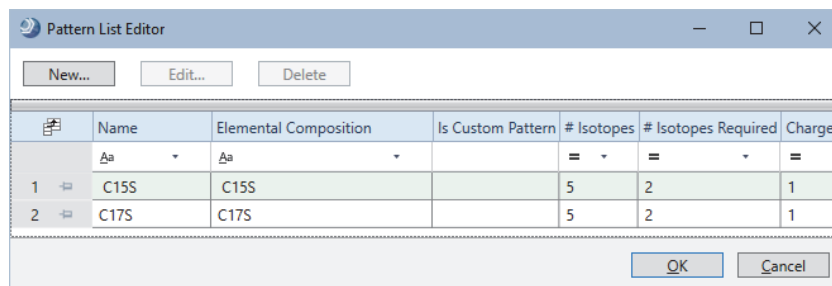 Pattern List Editor
New... Edit... Delete
Name Elemental Composition Is Custom Pattern # Isotopes # Isotopes Required Charge
Aa Aa = = =
1 C15S C15S 5 2 1
2 C17S C17S 5 2 1
OK Cancel